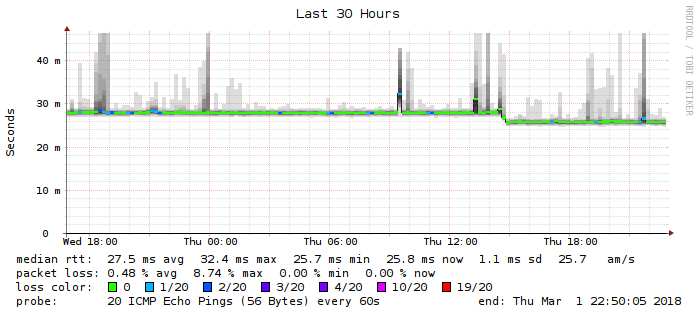 Last 30 Hours
RRDTOOL / TOBI OETIKER
Seconds
40 m
30 m
20 m
10 m
0
Wed 18:00 Thu 00:00 Thu 06:00 Thu 12:00 Thu 18:00
median rtt: 27.5 ms avg 32.4 ms max 25.7 ms min 25.8 ms now 1.1 ms sd 25.7 am/s
packet loss: 0.48 % avg 8.74 % max 0.00 % min 0.00 % now
loss color: 0 1/20 2/20 3/20 4/20 10/20 19/20
probe: 20 ICMP Echo Pings (56 Bytes) every 60s end: Thu Mar 1 22:50:05 2018